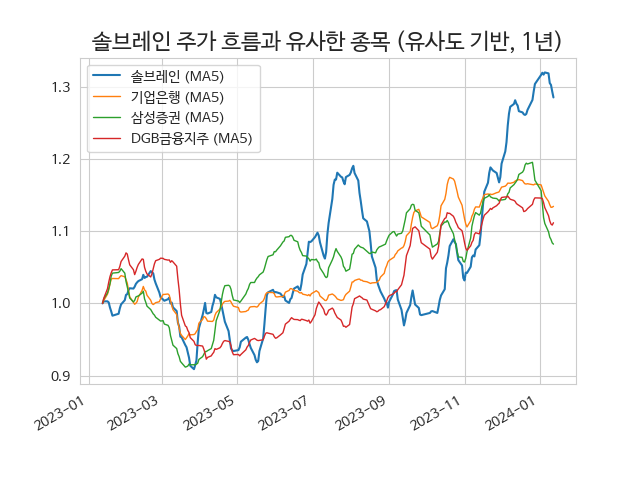 솔브레인 주가 흐름과 유사한 종목 (유사도 기반, 1년)
솔브레인 (MA5)
기업은행 (MA5)
삼성증권 (MA5)
DGB금융지주 (MA5)
1.3
1.2
1.1
1.0
0.9
2023-01
2023-03
2023-05
2023-07
2023-09
2023-11
2024-01